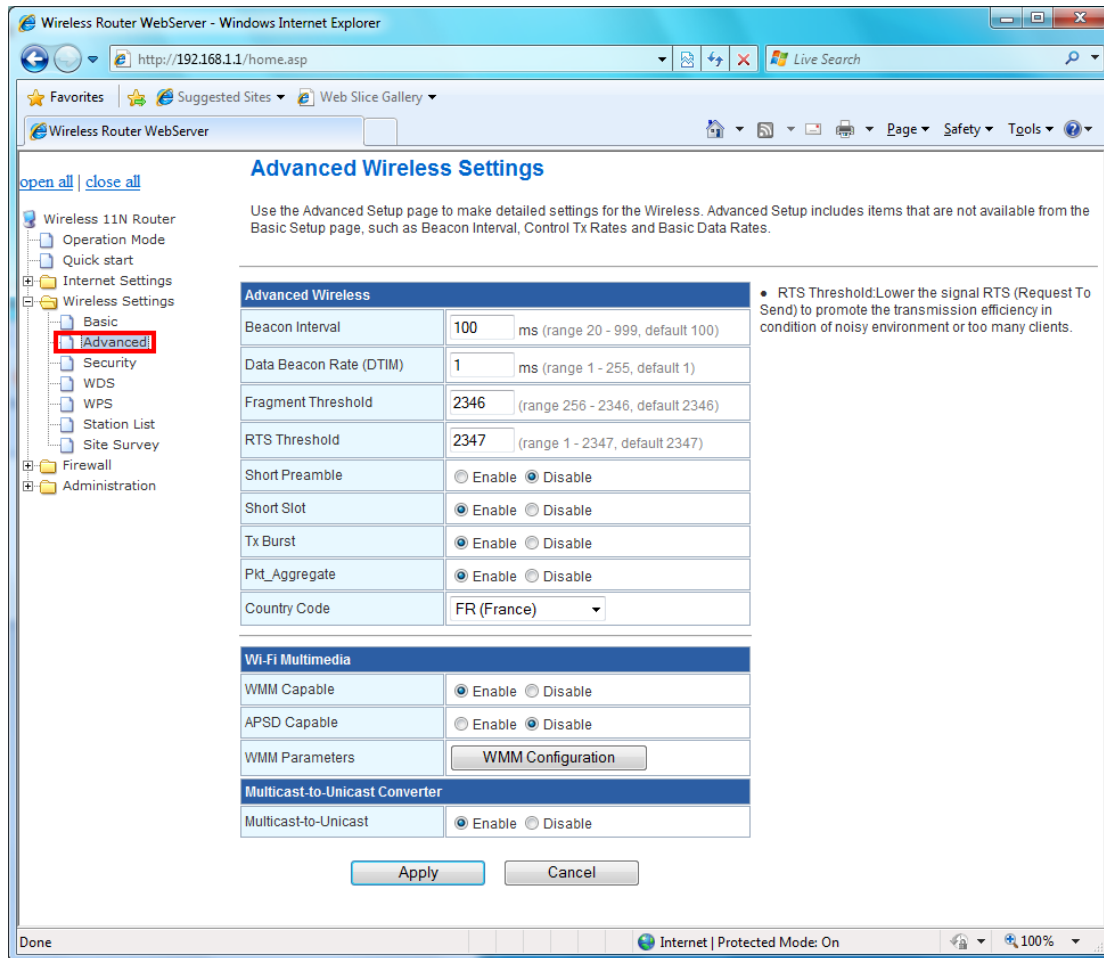 Wireless Router WebServer - Windows Internet Explorer
http://192.168.1.1/home.asp
Live Search
Favorites
Suggested Sites
Web Slice Gallery
Wireless Router WebServer
Page
Safety
Tools
open all | close all
Wireless 11N Router
Operation Mode
Quick start
Internet Settings
Wireless Settings
Basic
Advanced
Security
WDS
WPS
Station List
Site Survey
Firewall
Administration
Advanced Wireless Settings
Use the Advanced Setup page to make detailed settings for the Wireless. Advanced Setup includes items that are not available from the
Basic Setup page, such as Beacon Interval, Control Tx Rates and Basic Data Rates.
Advanced Wireless
Beacon Interval 100 ms (range 20 - 999, default 100)
Data Beacon Rate (DTIM) 1 ms (range 1 - 255, default 1)
Fragment Threshold 2346 (range 256 - 2346, default 2346)
RTS Threshold 2347 (range 1 - 2347, default 2347)
Short Preamble Enable Disable
Short Slot Enable Disable
Tx Burst Enable Disable
Pkt_Aggregate Enable Disable
Country Code FR (France)
Wi-Fi Multimedia
WMM Capable Enable Disable
APSD Capable Enable Disable
WMM Parameters WMM Configuration
Multicast-to-Unicast Converter
Multicast-to-Unicast Enable Disable
Apply Cancel
● RTS Threshold:Lower the signal RTS (Request To
Send) to promote the transmission efficiency in
condition of noisy environment or too many clients.
Done
Internet | Protected Mode: On
100%